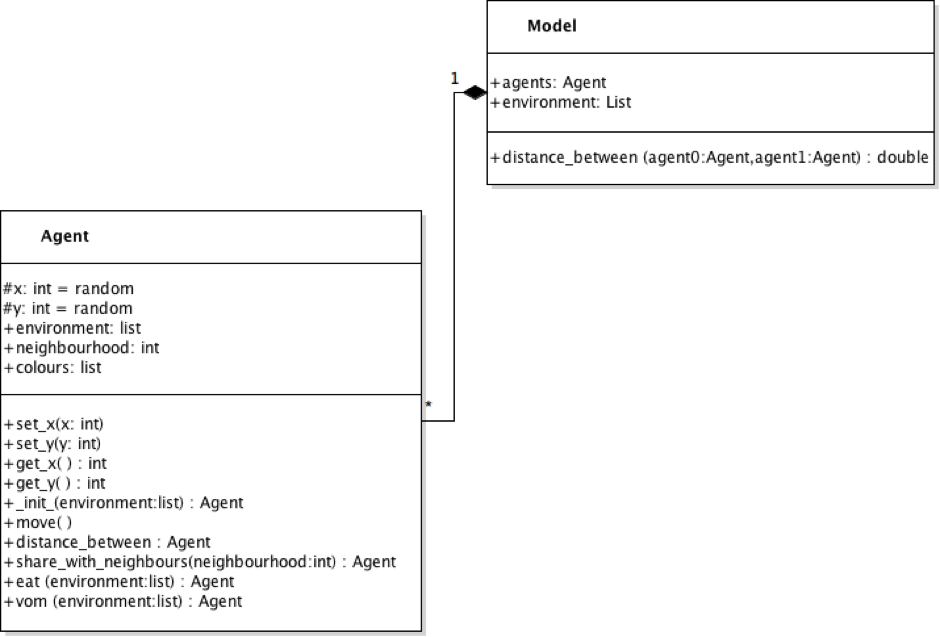 Model
+agents: Agent
+environment: List
+distance_between (agent0:Agent,agent1:Agent) : double
1
Agent
#x: int = random
#y: int = random
+environment: list
+neighbourhood: int
+colours: list
*
+set_x(x: int)
+set_y(y: int)
+get_x( ) : int
+get_y( ) : int
+_init_(environment:list) : Agent
+move( )
+distance_between : Agent
+share_with_neighbours(neighbourhood:int) : Agent
+eat (environment:list) : Agent
+vom (environment:list) : Agent